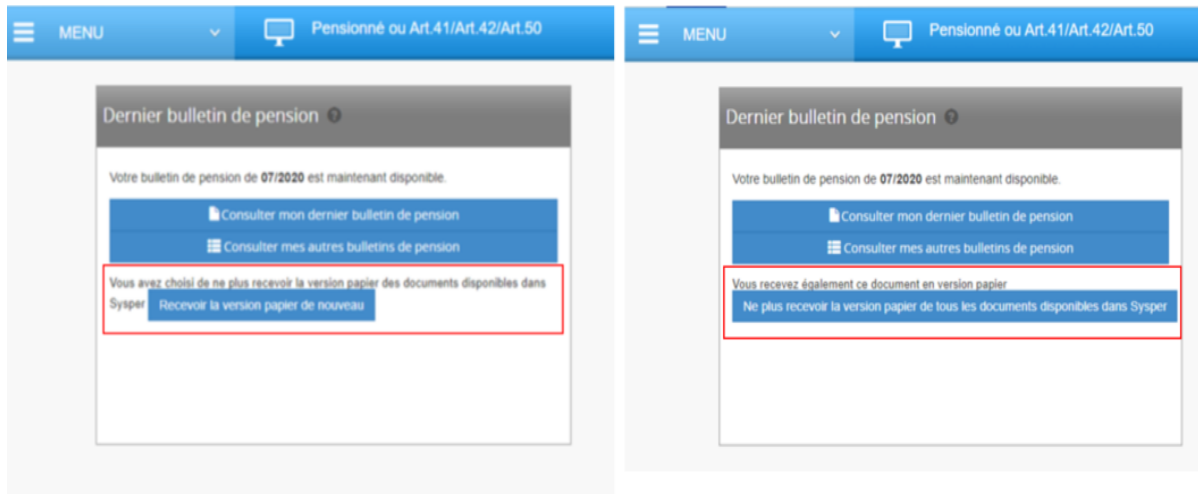 MENU
Pensionné ou Art.41/Art.42/Art.50
Dernier bulletin de pension
Votre bulletin de pension de 07/2020 est maintenant disponible.
Consulter mon dernier bulletin de pension
Consulter mes autres bulletins de pension
Vous avez choisi de ne plus recevoir la version papier des documents disponibles dans
Sysper Recevoir la version papier de nouveau
MENU
Pensionné ou Art.41/Art.42/Art.50
Dernier bulletin de pension
Votre bulletin de pension de 07/2020 est maintenant disponible.
Consulter mon dernier bulletin de pension
Consulter mes autres bulletins de pension
Vous recevez également ce document en version papier
Ne plus recevoir la version papier de tous les documents disponibles dans Sysper